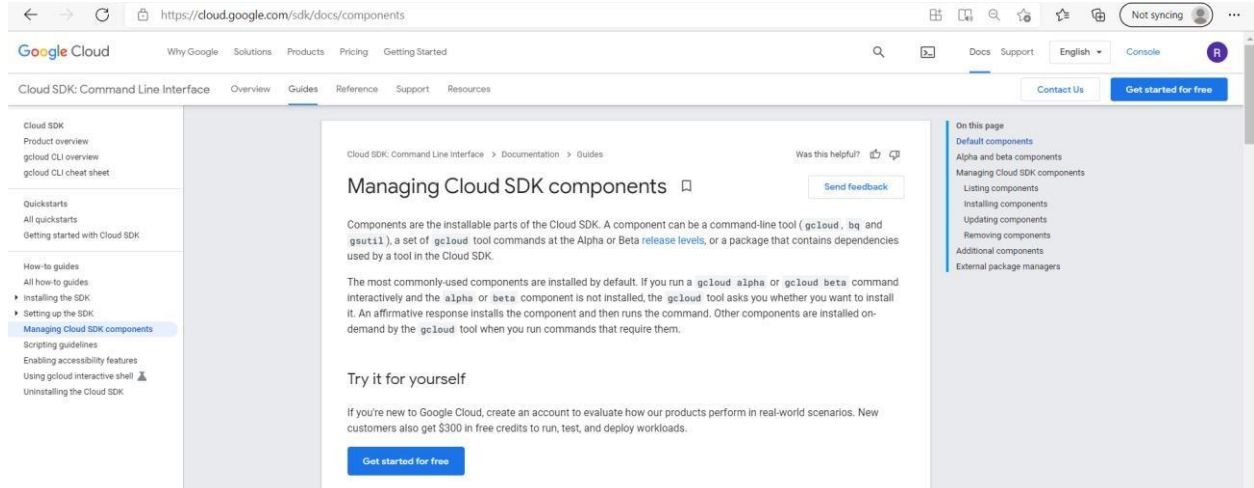 https://cloud.google.com/sdk/docs/components
Not syncing
Google Cloud
Why Google
Solutions
Products
Pricing
Getting Started
Docs
Support
English
Console
R
Cloud SDK: Command Line Interface
Overview
Guides
Reference
Support
Resources
Contact Us
Get started for free
Cloud SDK
Product overview
gcloud CLI overview
gcloud CLI cheat sheet
Quickstarts
All quickstarts
Getting started with Cloud SDK
How-to guides
All how-to guides
Installing the SDK
Setting up the SDK
Managing Cloud SDK components
Scripting guidelines
Enabling accessibility features
Using gcloud interactive shell
Uninstalling the Cloud SDK
Cloud SDK: Command Line Interface > Documentation > Guides
Was this helpful?
Managing Cloud SDK components
Send feedback
Components are the installable parts of the Cloud SDK. A component can be a command-line tool ( gcloud, bq and
gsutil ), a set of gcloud tool commands at the Alpha or Beta release levels, or a package that contains dependencies
used by a tool in the Cloud SDK.
The most commonly-used components are installed by default. If you run a gcloud alpha or gcloud beta command
interactively and the alpha or beta component is not installed, the gcloud tool asks you whether you want to install
it. An affirmative response installs the component and then runs the command. Other components are installed on-
demand by the gcloud tool when you run commands that require them.
Try it for yourself
If you're new to Google Cloud, create an account to evaluate how our products perform in real-world scenarios. New
customers also get $300 in free credits to run, test, and deploy workloads.
Get started for free
On this page
Default components
Alpha and beta components
Managing Cloud SDK components
Listing components
Installing components
Updating components
Removing components
Additional components
External package managers